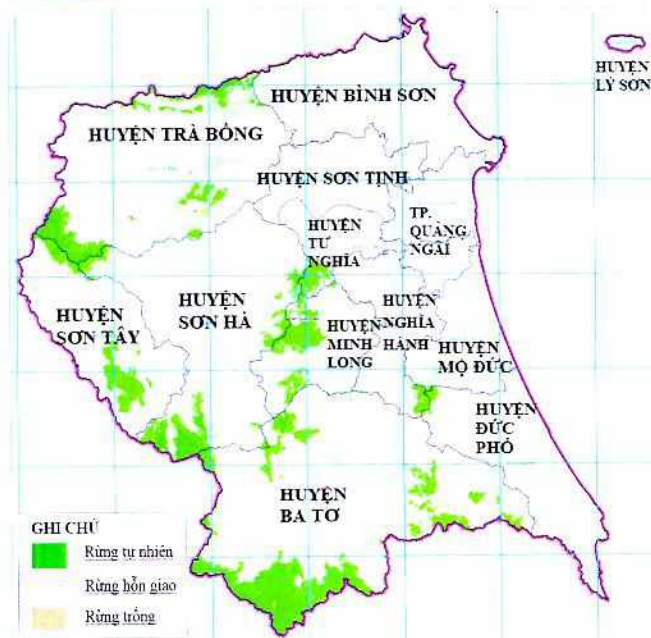 HUYỆN
LÝ SƠN
HUYỆN BÌNH SƠN
HUYỆN TRÀ BỒNG
HUYỆN SƠN TỊNH
HUYỆN
TƯ
NGHĨA
TP.
QUẢNG
NGÃI
HUYỆN
SƠN TÂY
HUYỆN
SƠN HÀ
HUYỆN
MINH
LONG
HUYỆN
NGHĨA
HÀNH
HUYỆN
MỘ ĐỨC
HUYỆN
ĐỨC
PHỔ
HUYỆN
BA TƠ
GHI CHÚ
Rừng tự nhiên
Rừng hỗn giao
Rừng trồng